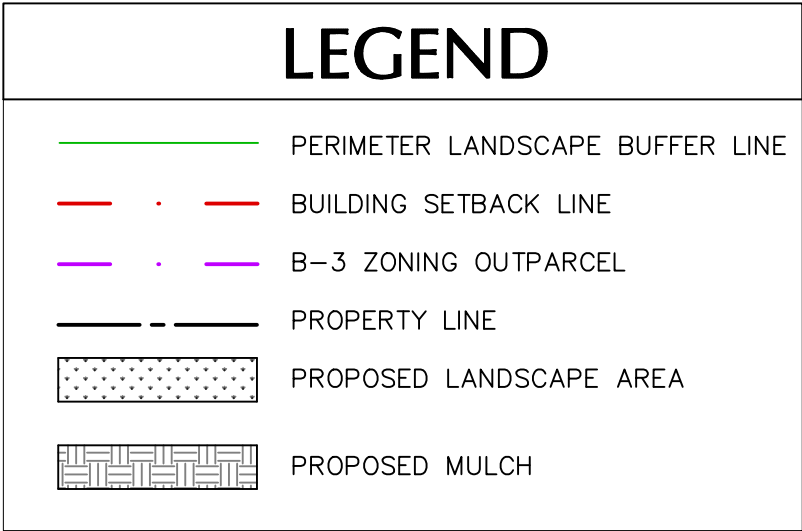 LEGEND
PERIMETER LANDSCAPE BUFFER LINE
BUILDING SETBACK LINE
B-3 ZONING OUTPARCEL
PROPERTY LINE
PROPOSED LANDSCAPE AREA
PROPOSED MULCH